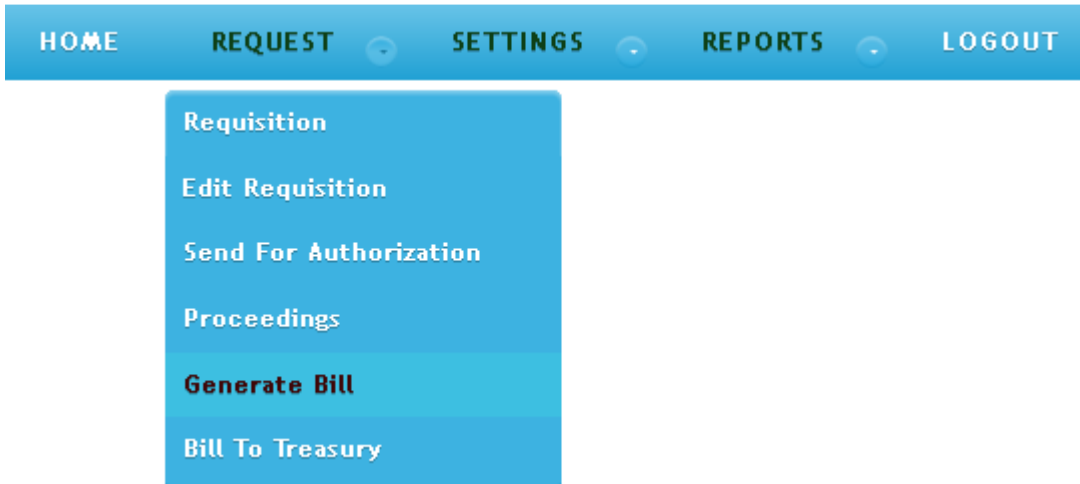 HOME REQUEST SETTINGS REPORTS LOGOUT
Requisition
Edit Requisition
Send For Authorization
Proceedings
Generate Bill
Bill To Treasury